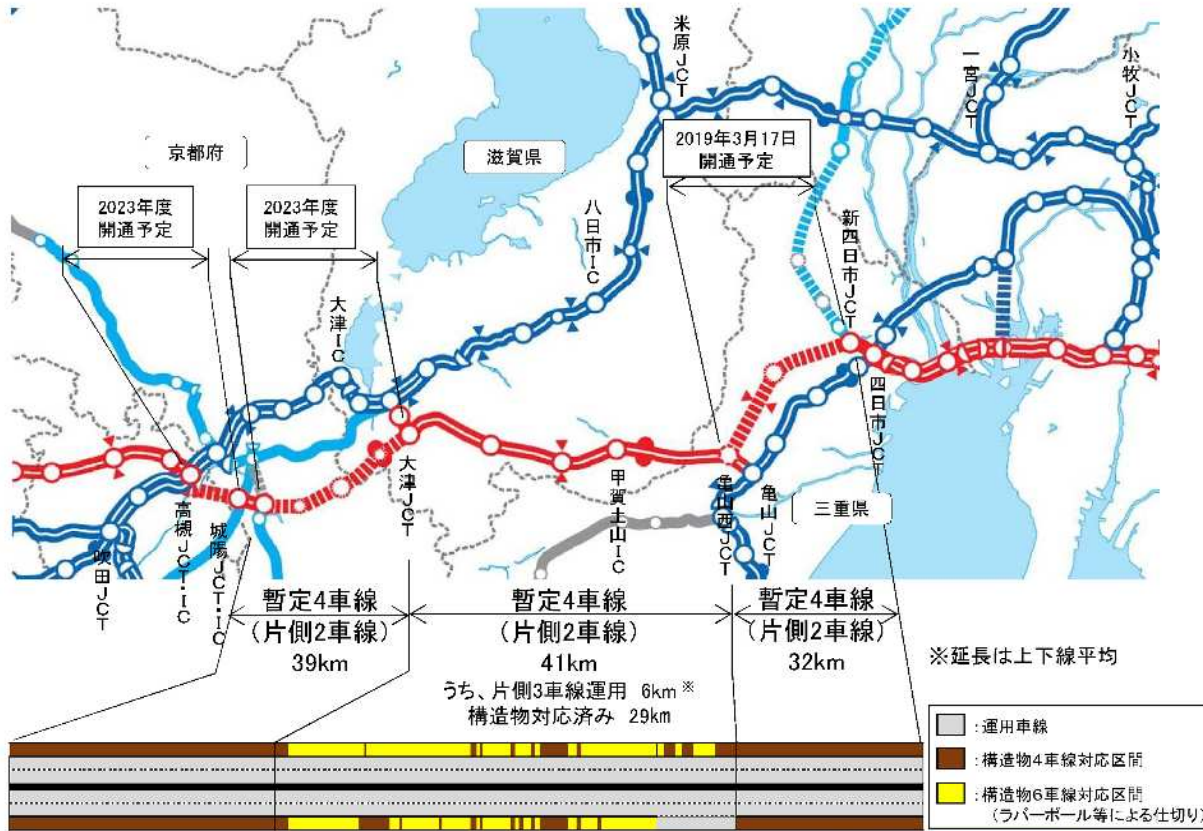 米原JCT
一宮JCT
小牧JCT
京都府
滋賀県
2019年3月17日
開通予定
2023年度
開通予定
2023年度
開通予定
八日市IC
新四日市JCT
大津IC
四日市JCT
大津JCT
甲賀土山IC
亀山西JCT
亀山JCT
三重県
高槻JCT・IC
城陽JCT・IC
吹田JCT
暫定4車線
(片側2車線)
39km
暫定4車線
(片側2車線)
41km
うち、片側3車線運用 6km※
構造物対応済み 29km
暫定4車線
(片側2車線)
32km
※延長は上下線平均
:運用車線
:構造物4車線対応区間
:構造物6車線対応区間
(ラバーポール等による仕切り)